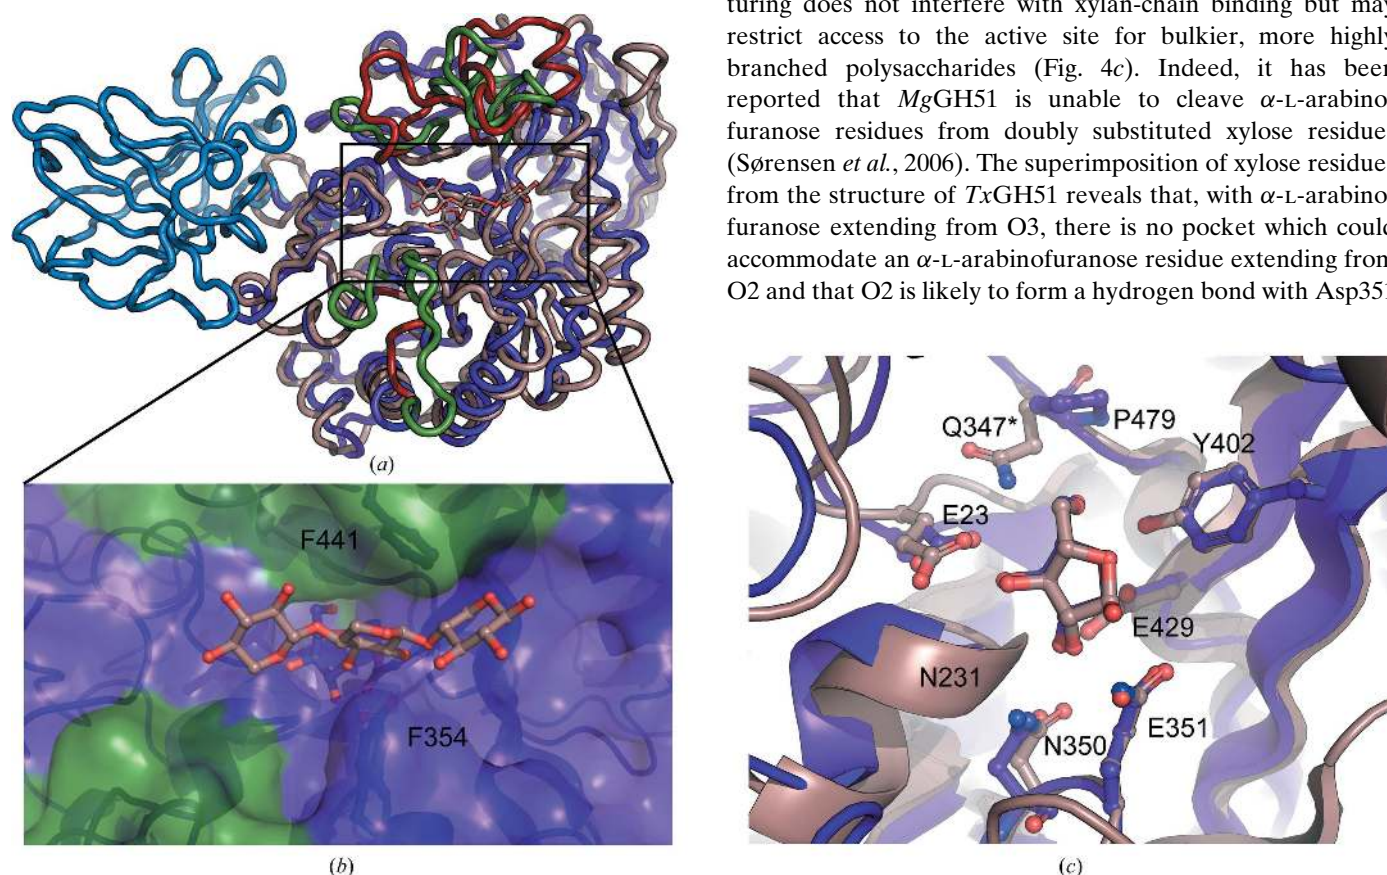 turing does not interfere with xylan-chain binding but may
restrict access to the active site for bulkier, more highly
branched polysaccharides (Fig. 4c). Indeed, it has been
reported that MgGH51 is unable to cleave α-L-arabino
furanose residues from doubly substituted xylose residue
(Sørensen et al., 2006). The superimposition of xylose residue
from the structure of TxGH51 reveals that, with α-L-arabino
furanose extending from O3, there is no pocket which could
accommodate an α-L-arabinofuranose residue extending from
O2 and that O2 is likely to form a hydrogen bond with Asp351
(a)
F441
F354
(b)
Q347*
P479
Y402
E23
E429
N231
N350
E351
(c)